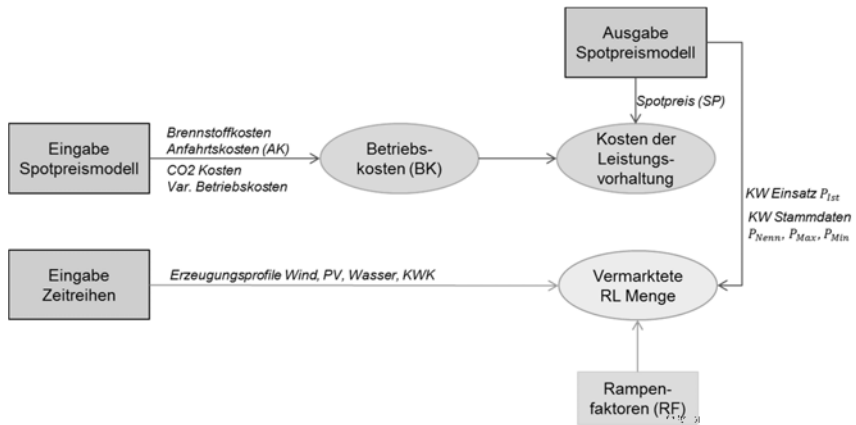 Ausgabe
Spotpreismodell
Spotpreis (SP)
Eingabe
Spotpreismodell
Brennstoffkosten
Anfahrtskosten (AK)
CO2 Kosten
Var. Betriebskosten
Betriebs-
kosten (BK)
Kosten der
Leistungs-
vorhaltung
KW Einsatz P_Ist
KW Stammdaten
P_Nenn, P_Max, P_Min
Eingabe
Zeitreihen
Erzeugungsprofile Wind, PV, Wasser, KWK
Vermarktete
RL Menge
Rampen-
faktoren (RF)